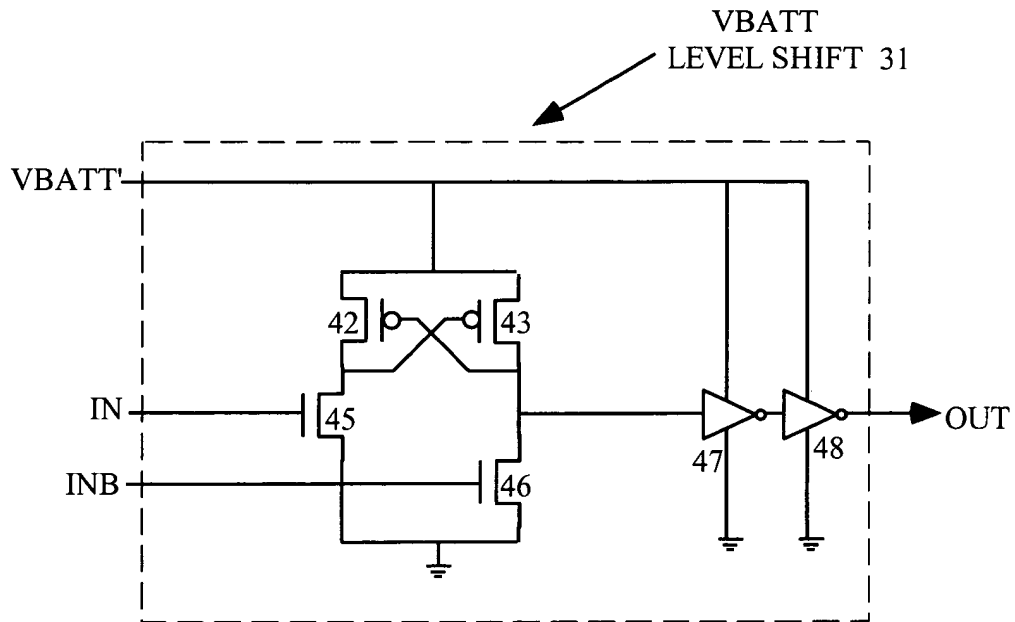 VBATT
LEVEL SHIFT 31
VBATT'
42
43
IN
45
OUT
47
48
INB
46